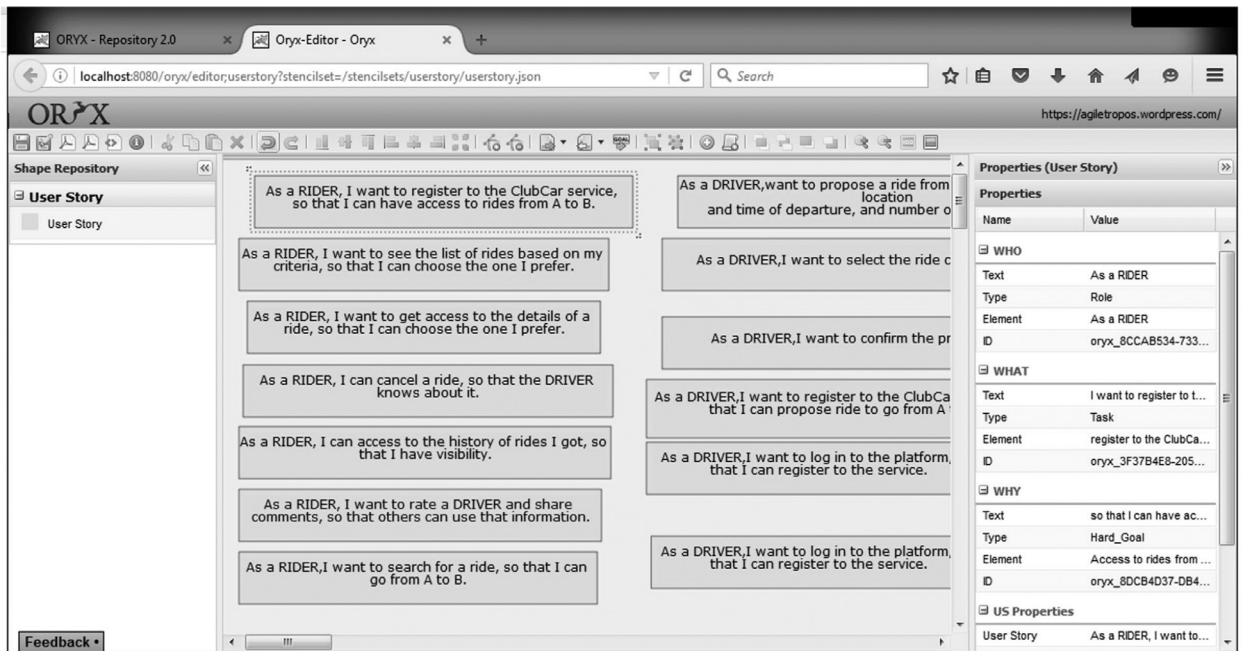 ORYX - Repository 2.0
Oryx-Editor - Oryx
localhost:8080/oryx/editor;userstory?stencilset=/stencilsets/userstory/userstory.json
Search
ORYX
https://agiletropos.wordpress.com/
Shape Repository
User Story
User Story
As a RIDER, I want to register to the ClubCar service,
so that I can have access to rides from A to B.
As a RIDER, I want to see the list of rides based on my
criteria, so that I can choose the one I prefer.
As a RIDER, I want to get access to the details of a
ride, so that I can choose the one I prefer.
As a RIDER, I can cancel a ride, so that the DRIVER
knows about it.
As a RIDER, I can access to the history of rides I got, so
that I have visibility.
As a RIDER, I want to rate a DRIVER and share
comments, so that others can use that information.
As a RIDER,I want to search for a ride, so that I can
go from A to B.
As a DRIVER,want to propose a ride from
location
and time of departure, and number o
As a DRIVER,I want to select the ride c
As a DRIVER,I want to confirm the pr
As a DRIVER,I want to register to the ClubCa
that I can propose ride to go from A
As a DRIVER,I want to log in to the platform,
that I can register to the service.
As a DRIVER,I want to log in to the platform,
that I can register to the service.
Properties (User Story)
Properties
Name Value
WHO
Text As a RIDER
Type Role
Element As a RIDER
ID oryx_8CCAB534-733...
WHAT
Text I want to register to t...
Type Task
Element register to the ClubCa...
ID oryx_3F37B4E8-205...
WHY
Text so that I can have ac...
Type Hard_Goal
Element Access to rides from ...
ID oryx_8DCB4D37-DB4...
US Properties
User Story As a RIDER, I want to...
Feedback